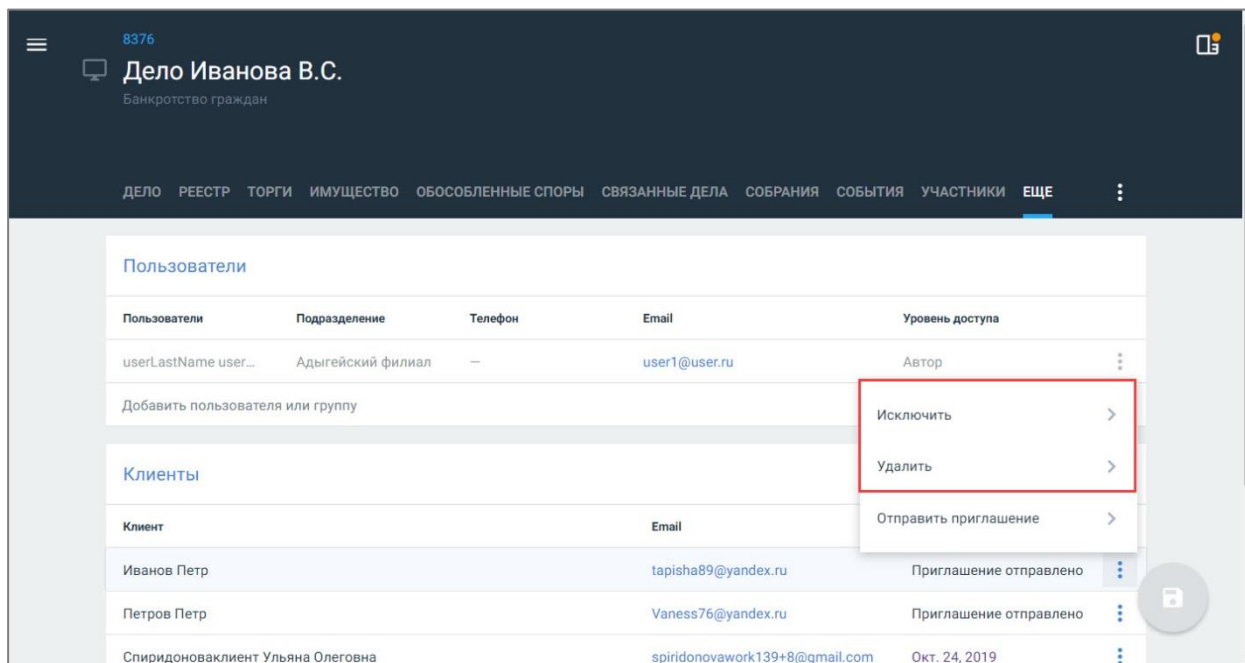 8376
Дело Иванова В.С.
Банкротство граждан
ДЕЛО РЕЕСТР ТОРГИ ИМУЩЕСТВО ОБОСОБЛЕННЫЕ СПОРЫ СВЯЗАННЫЕ ДЕЛА СОБРАНИЯ СОБЫТИЯ УЧАСТНИКИ ЕЩЕ
Пользователи
Пользователи Подразделение Телефон Email Уровень доступа
userLastName user... Адыгейский филиал — user1@user.ru Автор
Добавить пользователя или группу
Исключить
Удалить
Отправить приглашение
Клиенты
Клиент Email
Иванов Петр tapisha89@yandex.ru Приглашение отправлено
Петров Петр Vaness76@yandex.ru Приглашение отправлено
Спиридоноваклиент Ульяна Олеговна spiridonovawork139+8@gmail.com Окт. 24, 2019